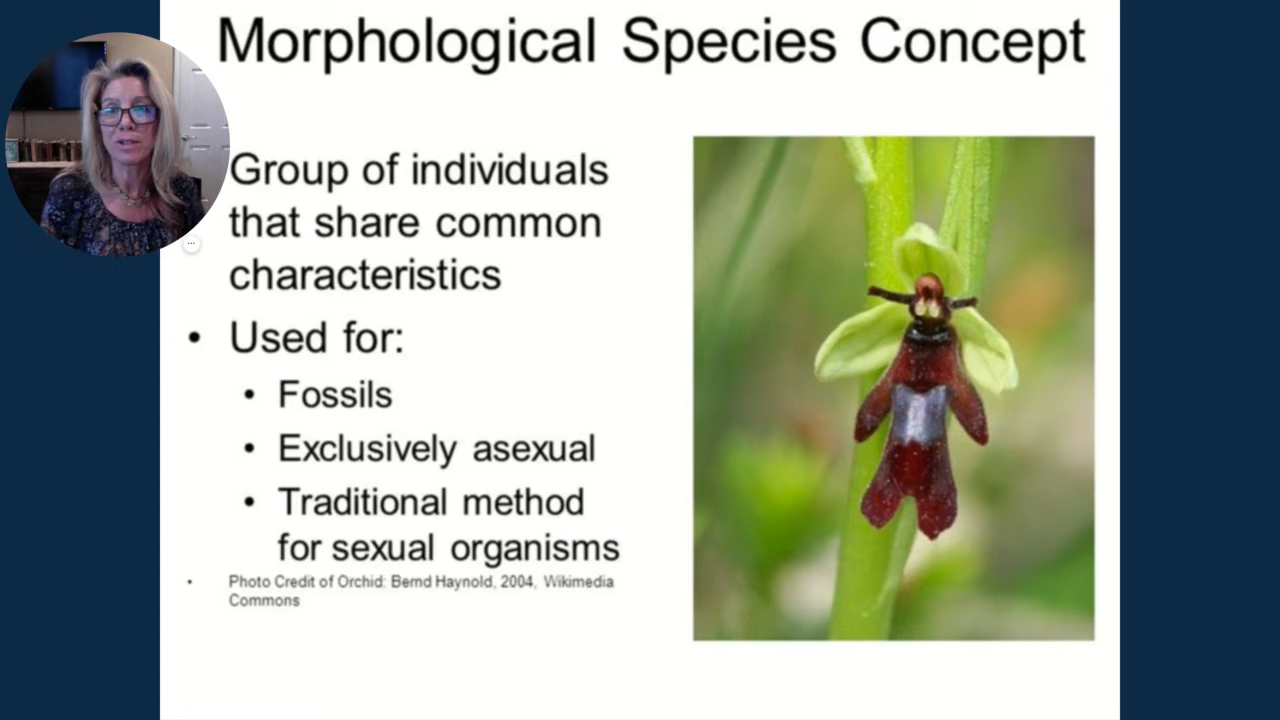 Morphological Species Concept
Group of individuals
that share common
characteristics
• Used for:
• Fossils
• Exclusively asexual
• Traditional method
for sexual organisms
• Photo Credit of Orchid: Bernd Haynold, 2004, Wikimedia
Commons